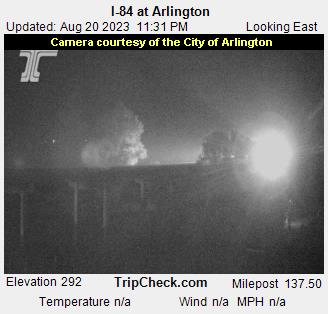 I-84 at Arlington
Updated: Aug 20 2023 11:31 PM Looking East
Camera courtesy of the City of Arlington
Elevation 292 TripCheck.com Milepost 137.50
Temperature n/a Wind n/a MPH n/a